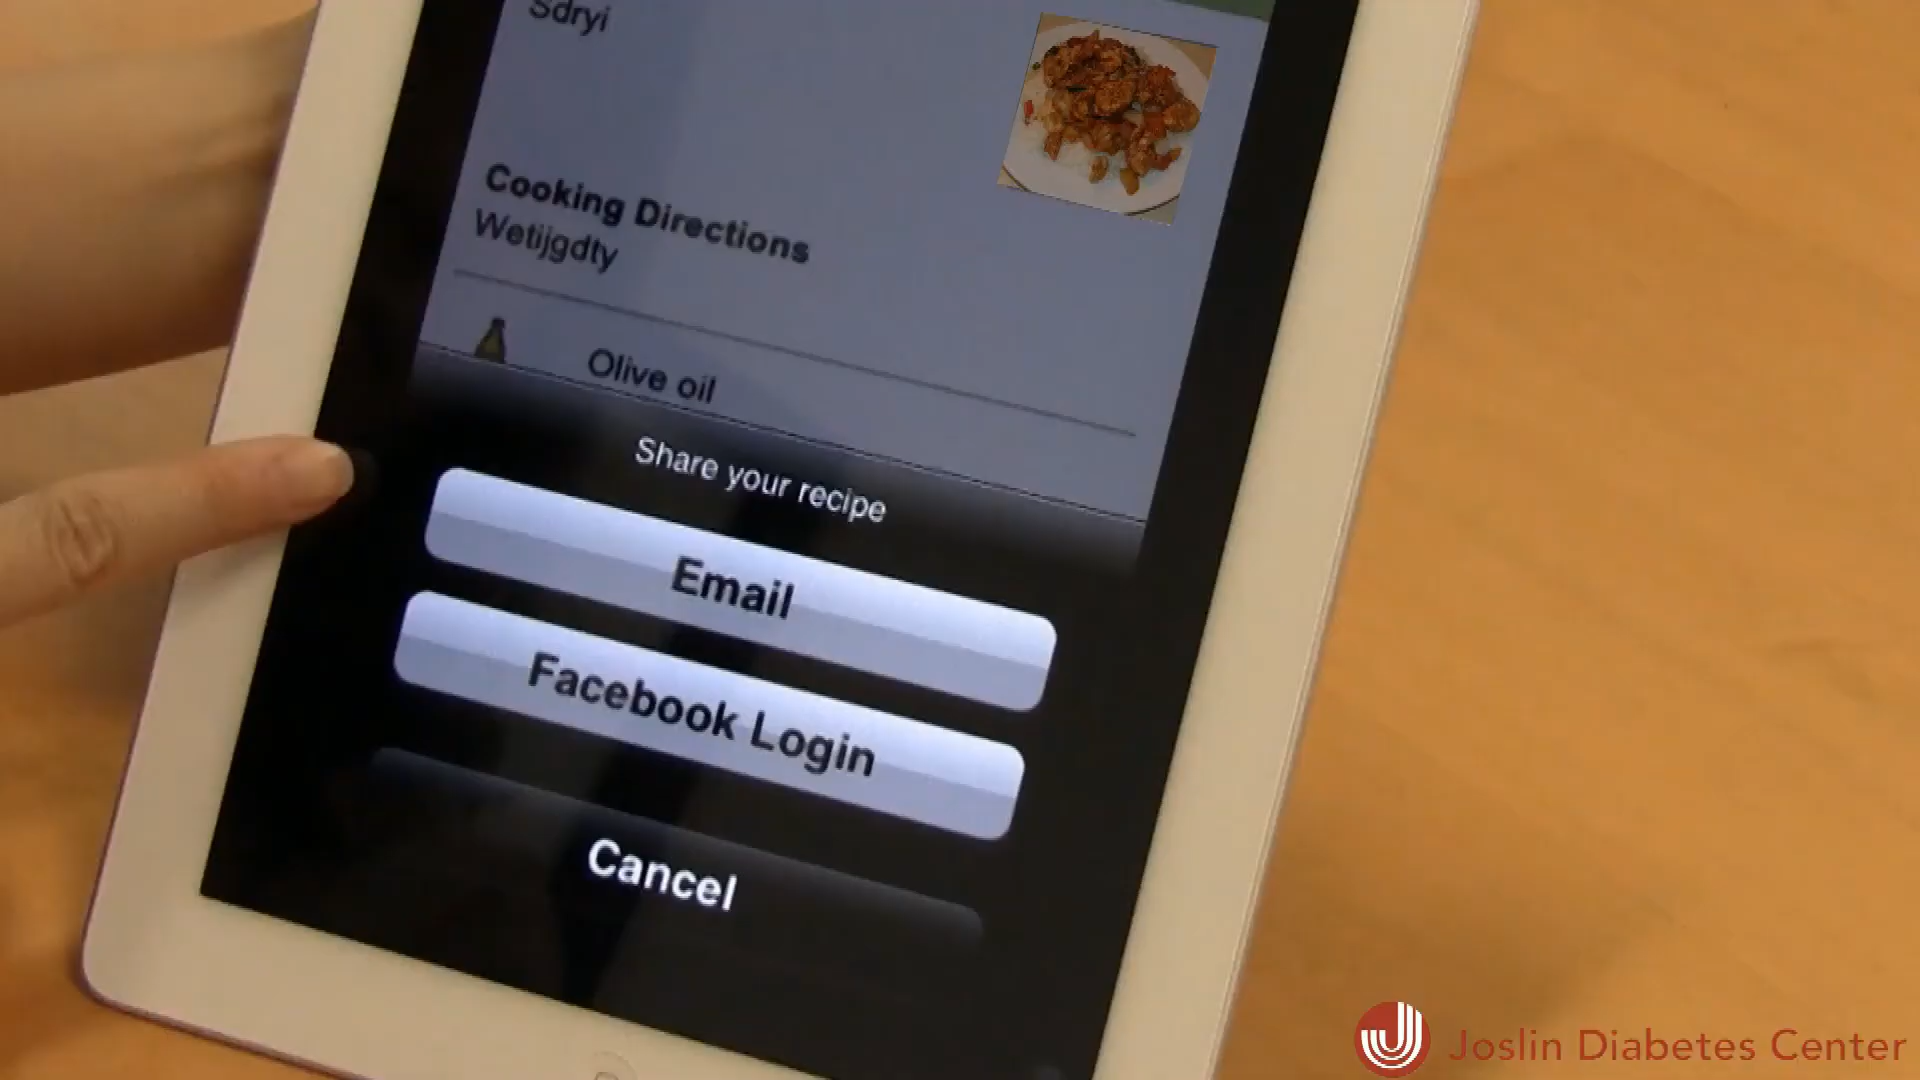 Sdryi
Cooking Directions
Wetijgdty
Olive oil
Share your recipe
Email
Facebook Login
Cancel
Joslin Diabetes Center